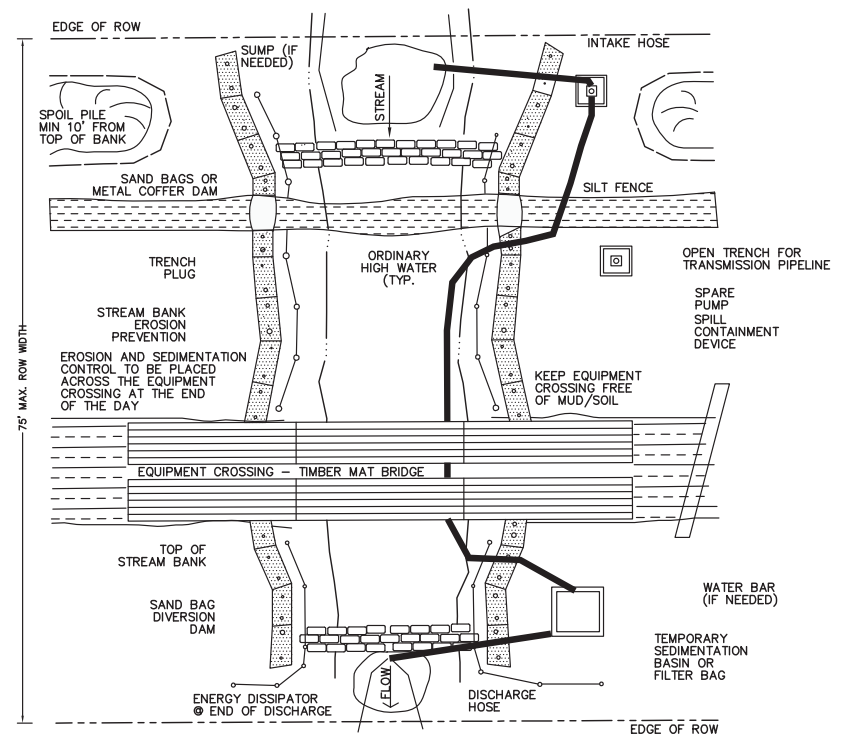 EDGE OF ROW
INTAKE HOSE
SUMP (IF
NEEDED)
STREAM
SPOIL PILE
MIN 10' FROM
TOP OF BANK
SAND BAGS OR
METAL COFFER DAM
SILT FENCE
ORDINARY
HIGH WATER
(TYP.
TRENCH
PLUG
OPEN TRENCH FOR
TRANSMISSION PIPELINE
SPARE
PUMP
SPILL
CONTAINMENT
DEVICE
STREAM BANK
EROSION
PREVENTION
EROSION AND SEDIMENTATION
CONTROL TO BE PLACED
ACROSS THE EQUIPMENT
CROSSING AT THE END
OF THE DAY
KEEP EQUIPMENT
CROSSING FREE
OF MUD/SOIL
75' MAX. ROW WIDTH
EQUIPMENT CROSSING – TIMBER MAT BRIDGE
TOP OF
STREAM BANK
SAND BAG
DIVERSION
DAM
WATER BAR
(IF NEEDED)
TEMPORARY
SEDIMENTATION
BASIN OR
FILTER BAG
FLOW
ENERGY DISSIPATOR
@ END OF DISCHARGE
DISCHARGE
HOSE
EDGE OF ROW